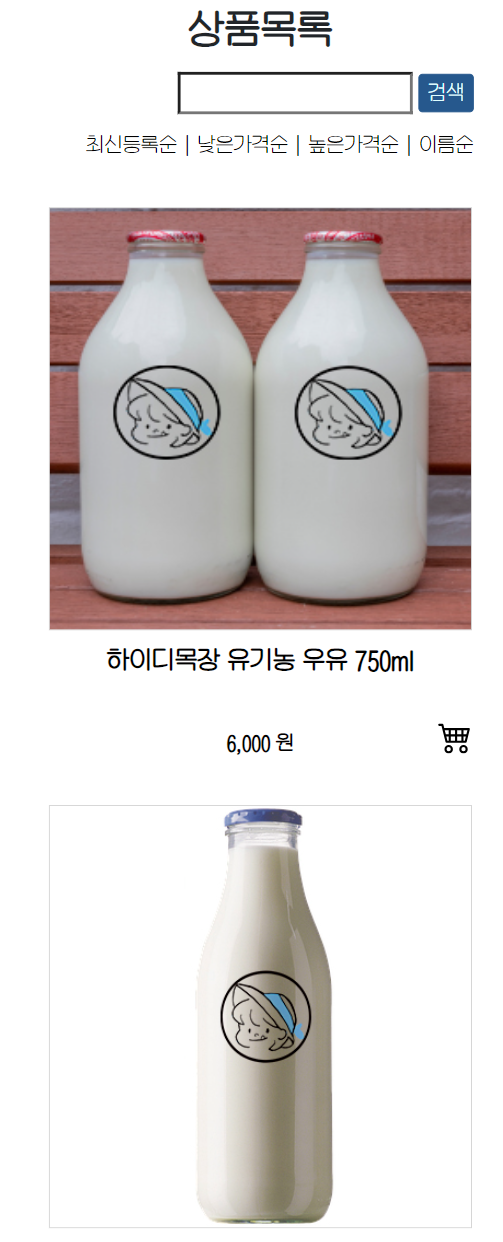 상품목록
검색
최신등록순 | 낮은가격순 | 높은가격순 | 이름순
하이디목장 유기농 우유 750ml
6,000 원